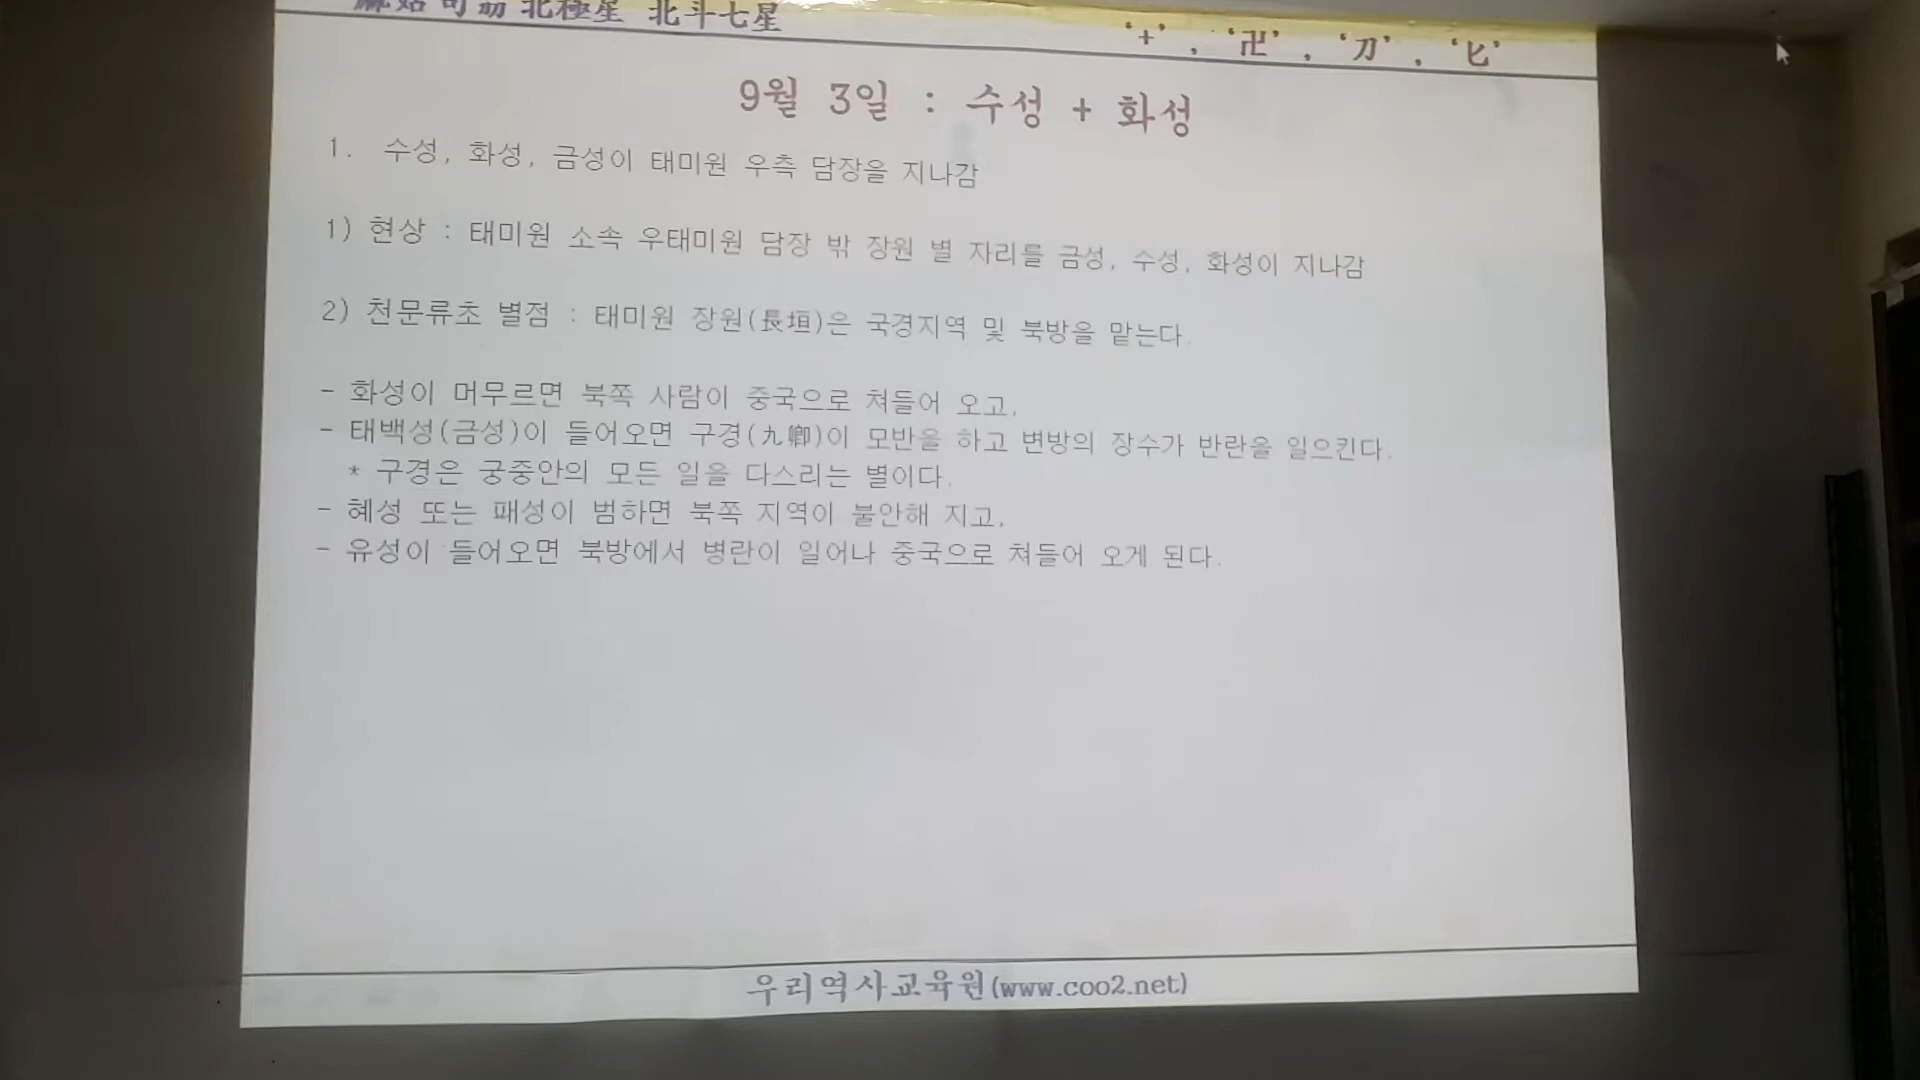 北極星 北斗七星
‘十’, ‘卍’, ‘刀’, ‘匕’
9월 3일 : 수성 + 화성
1. 수성, 화성, 금성이 태미원 우측 담장을 지나감
1) 현상 : 태미원 소속 우태미원 담장 밖 장원 별 자리를 금성, 수성, 화성이 지나감
2) 천문류초 별점 : 태미원 장원(長垣)은 국경지역 및 북방을 맡는다.
- 화성이 머무르면 북쪽 사람이 중국으로 쳐들어 오고,
- 태백성(금성)이 들어오면 구경(九卿)이 모반을 하고 변방의 장수가 반란을 일으킨다.
* 구경은 궁중안의 모든 일을 다스리는 별이다.
- 혜성 또는 패성이 범하면 북쪽 지역이 불안해 지고,
- 유성이 들어오면 북방에서 병란이 일어나 중국으로 쳐들어 오게 된다.
우리역사교육원(www.coo2.net)